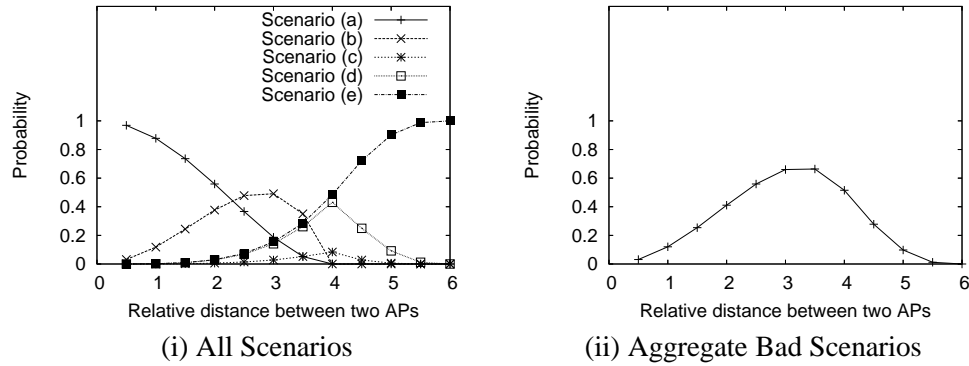 Scenario (a)
Scenario (b)
Scenario (c)
Scenario (d)
Scenario (e)
Probability
1
0.8
0.6
0.4
0.2
0
0 1 2 3 4 5 6
Relative distance between two APs
(i) All Scenarios
Probability
1
0.8
0.6
0.4
0.2
0
0 1 2 3 4 5 6
Relative distance between two APs
(ii) Aggregate Bad Scenarios